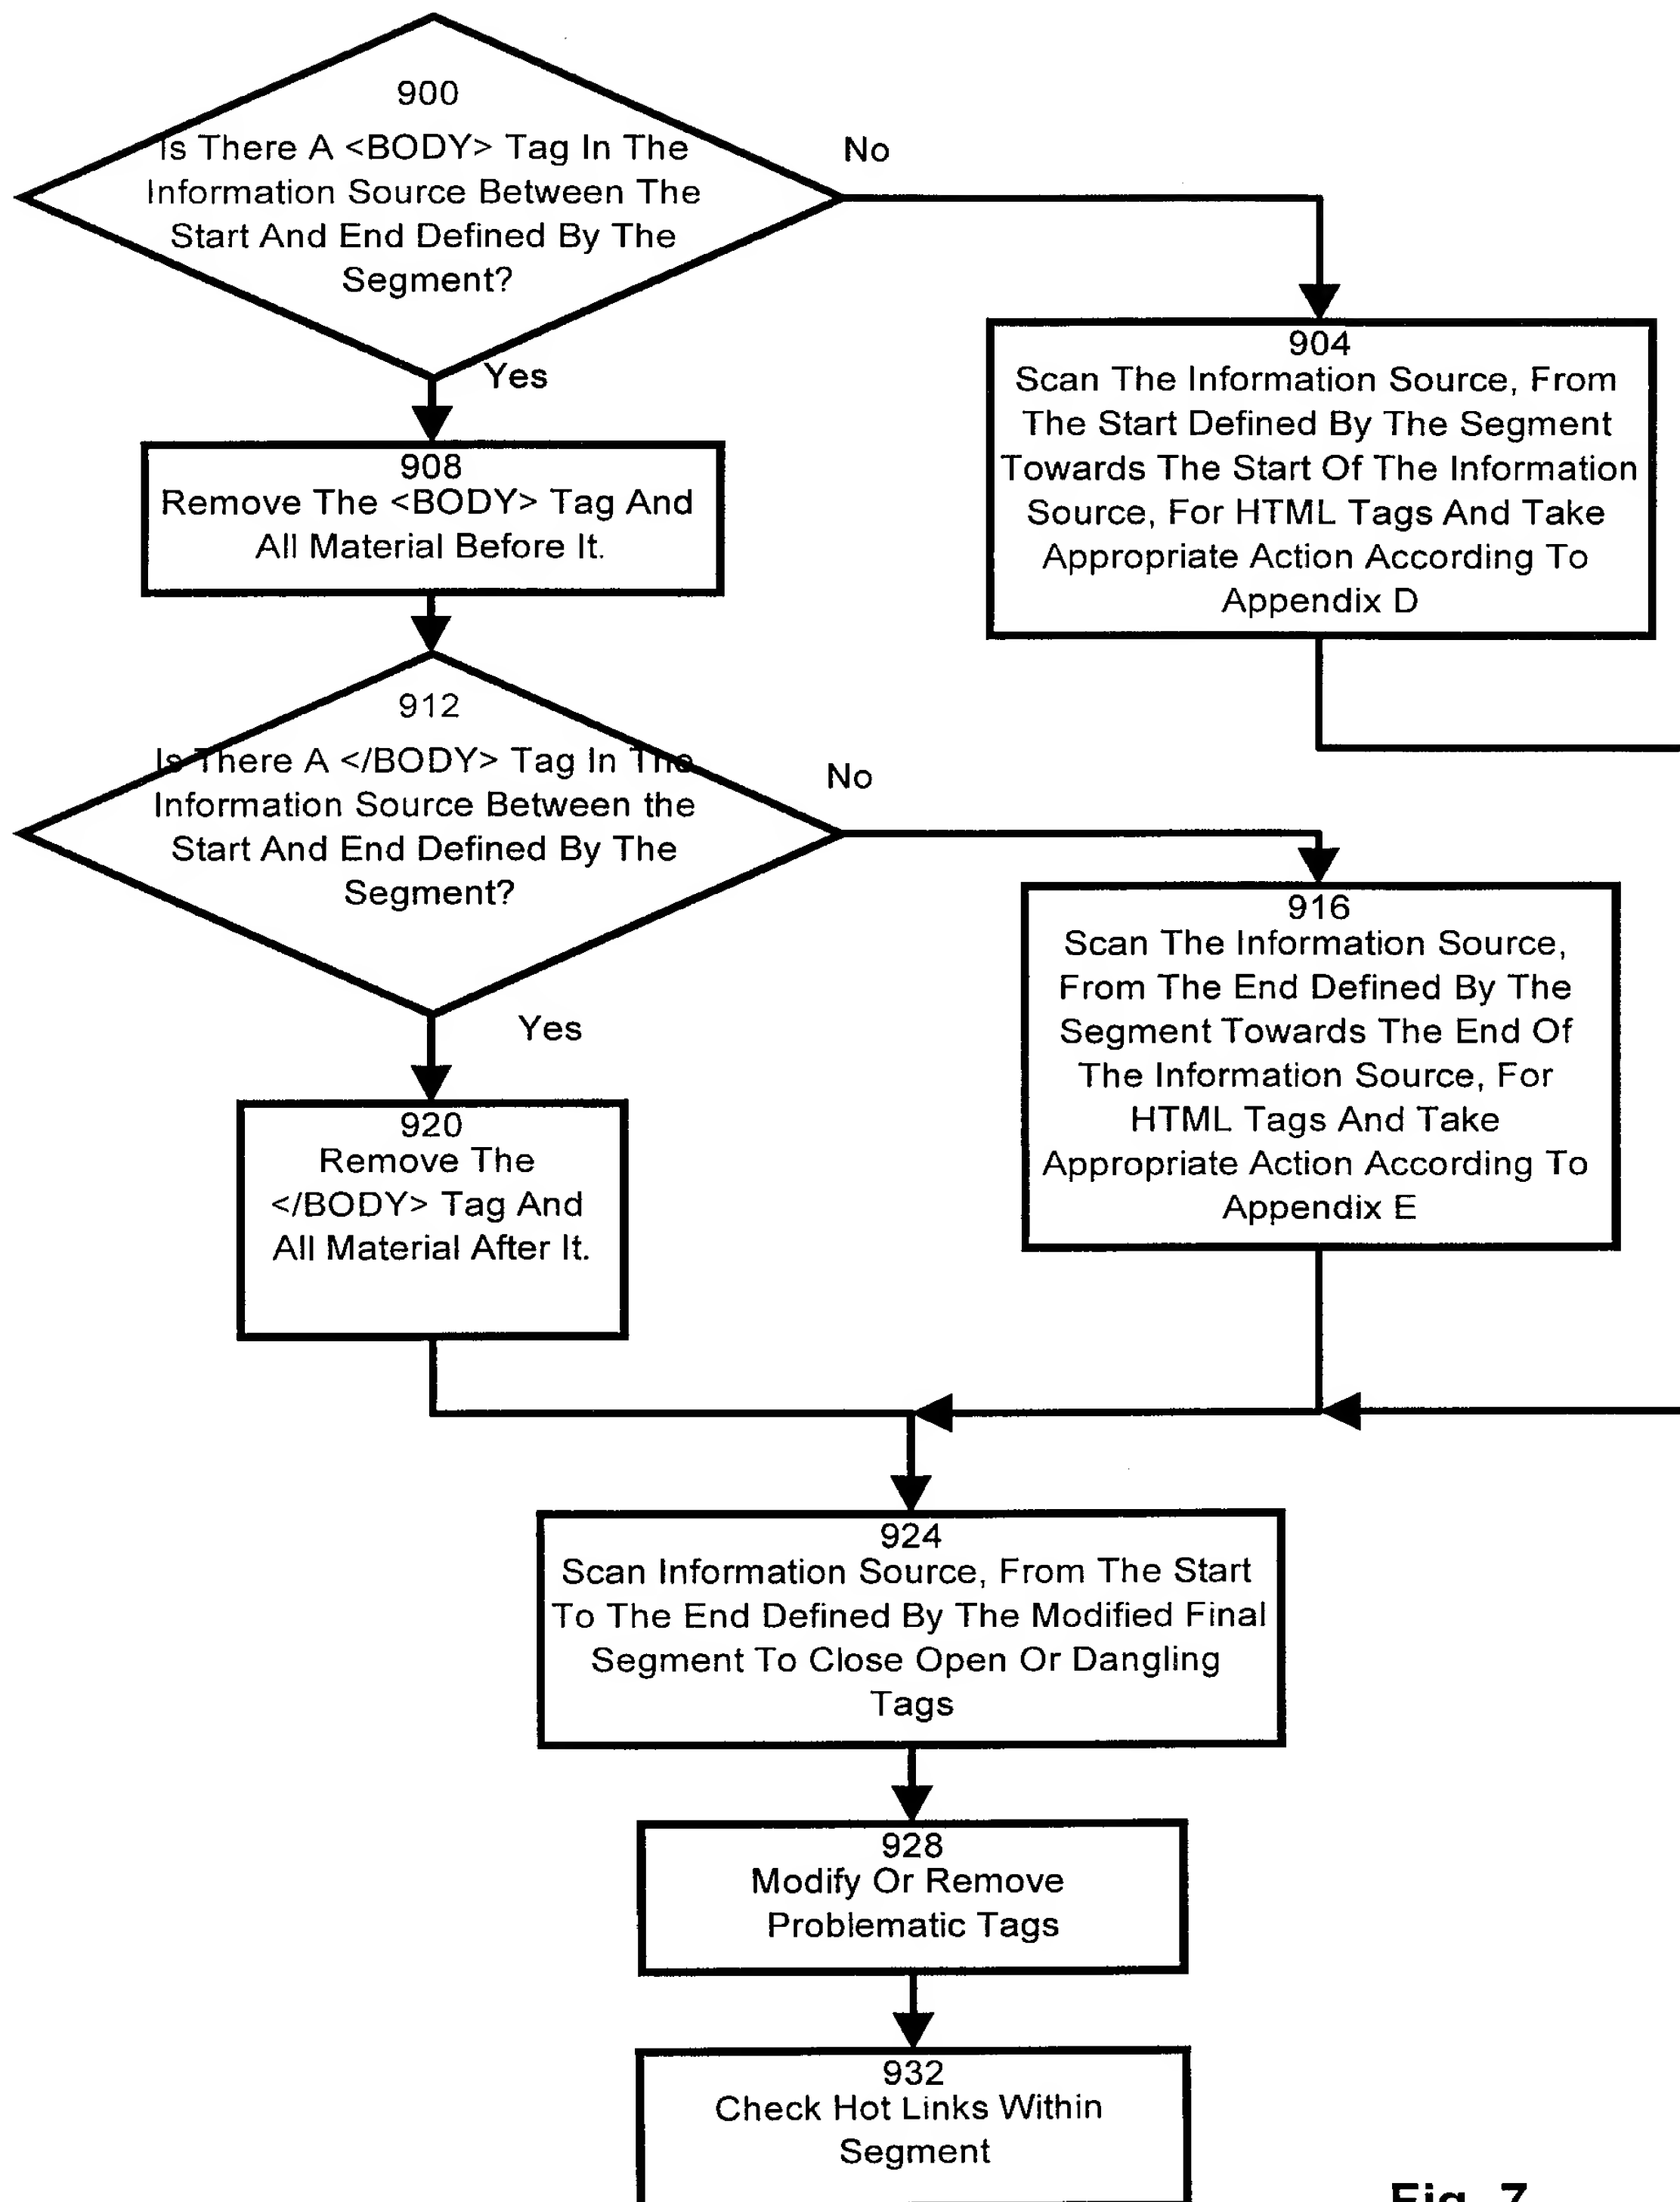 900
Is There A <BODY> Tag In The
Information Source Between The
Start And End Defined By The
Segment?
No
Yes
904
Scan The Information Source, From
The Start Defined By The Segment
Towards The Start Of The Information
Source, For HTML Tags And Take
Appropriate Action According To
Appendix D
908
Remove The <BODY> Tag And
All Material Before It.
912
Is There A </BODY> Tag In The
Information Source Between the
Start And End Defined By The
Segment?
No
Yes
916
Scan The Information Source,
From The End Defined By The
Segment Towards The End Of
The Information Source, For
HTML Tags And Take
Appropriate Action According To
Appendix E
920
Remove The
</BODY> Tag And
All Material After It.
924
Scan Information Source, From The Start
To The End Defined By The Modified Final
Segment To Close Open Or Dangling
Tags
928
Modify Or Remove
Problematic Tags
932
Check Hot Links Within
Segment
Fig. 7